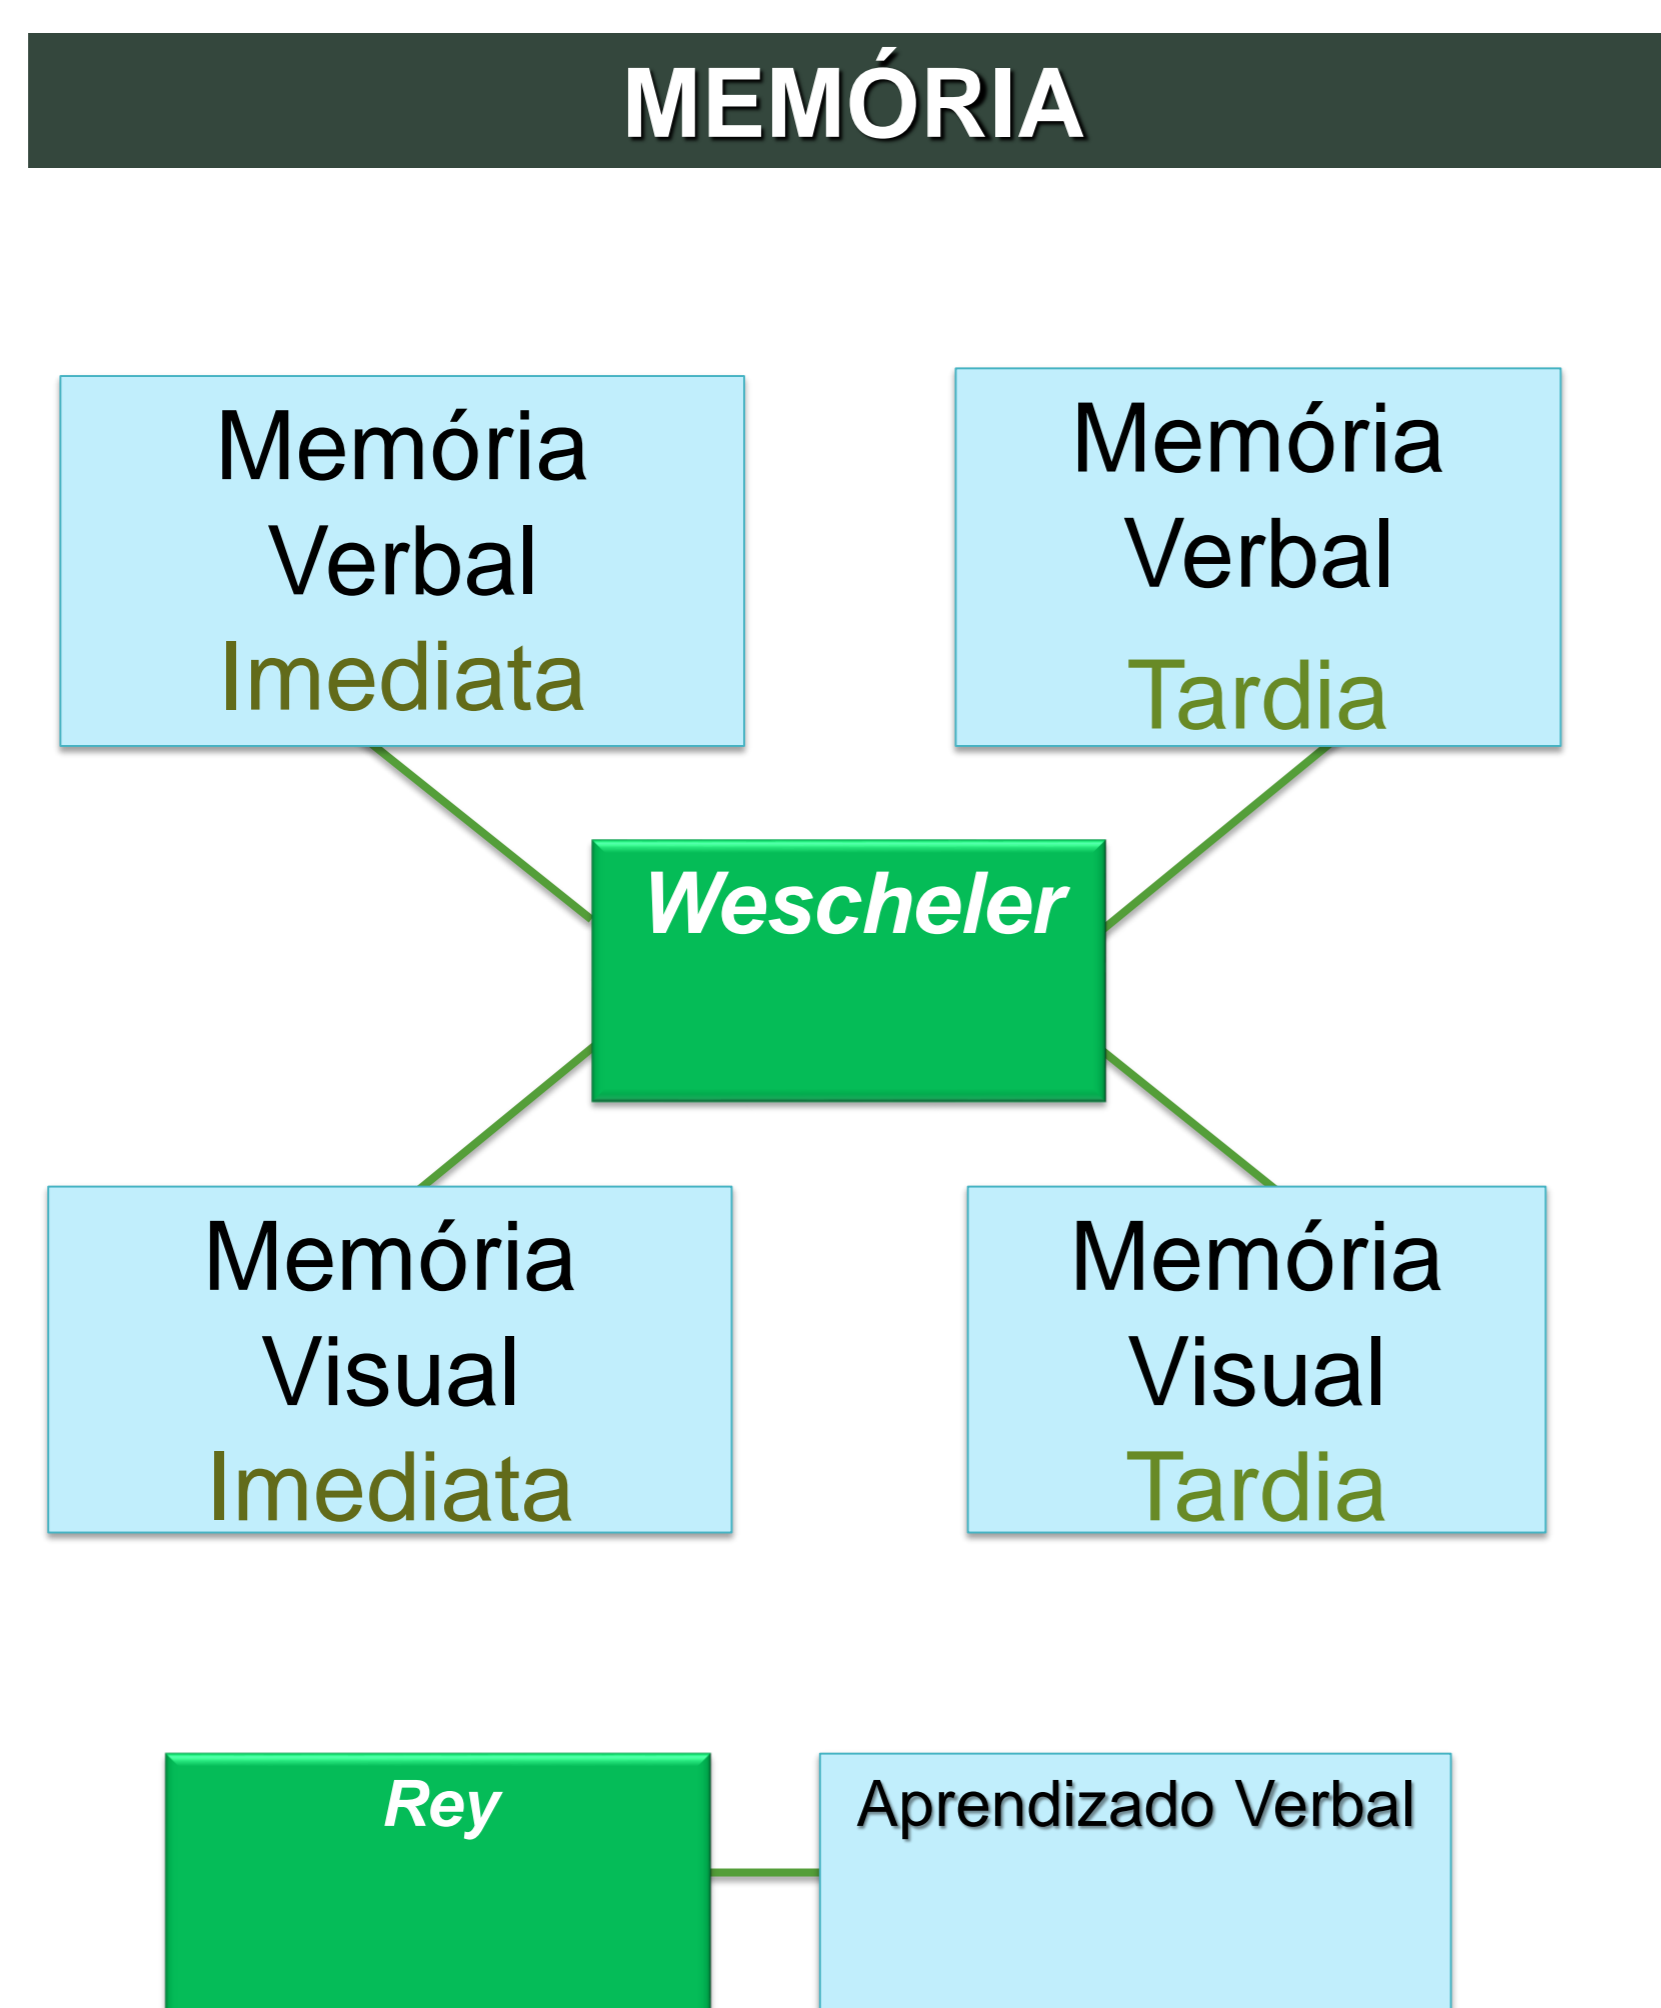 MEMÓRIA
Memória
Verbal
Imediata
Memória
Verbal
Tardia
Wescheler
Memória
Visual
Imediata
Memória
Visual
Tardia
Rey
Aprendizado Verbal